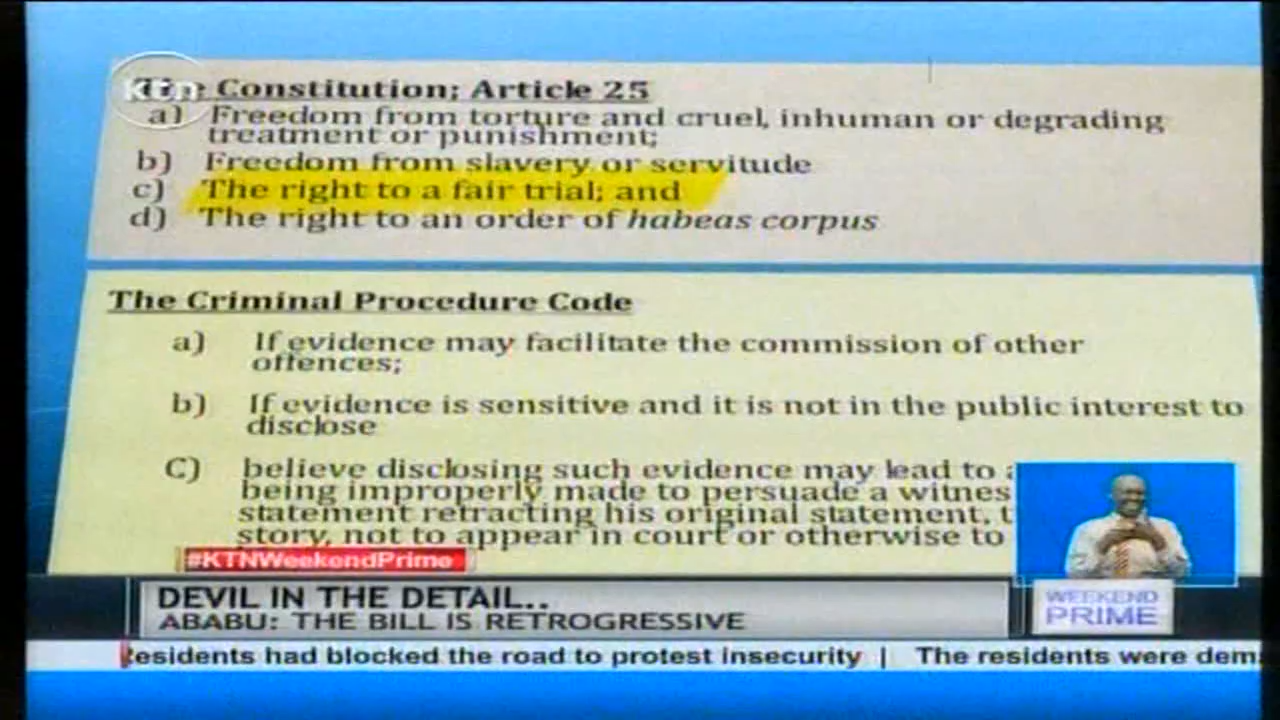 ktn
The Constitution; Article 25
a) Freedom from torture and cruel, inhuman or degrading
treatment or punishment;
b) Freedom from slavery or servitude
c) The right to a fair trial; and
d) The right to an order of habeas corpus
The Criminal Procedure Code
a) If evidence may facilitate the commission of other
offences;
b) If evidence is sensitive and it is not in the public interest to
disclose
C) believe disclosing such evidence may lead to
being improperly made to persuade a
statement retracting his original statement,
story, not to appear in court or otherwise to
#KTNWeekendPrime
DEVIL IN THE DETAIL..
ABABU: THE BILL IS RETROGRESSIVE
WEEKEND
PRIME
esidents had blocked the road to protest insecurity | The residents were dem